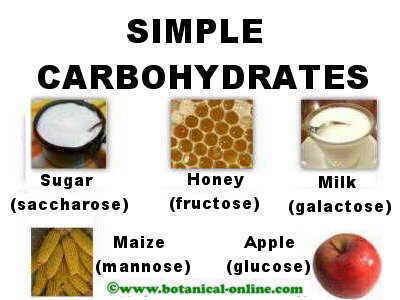 SIMPLE
CARBOHYDRATES
Sugar
(saccharose)
Honey
(fructose)
Milk
(galactose)
Maize
(mannose)
Apple
(glucose)
©www.botanical-online.com